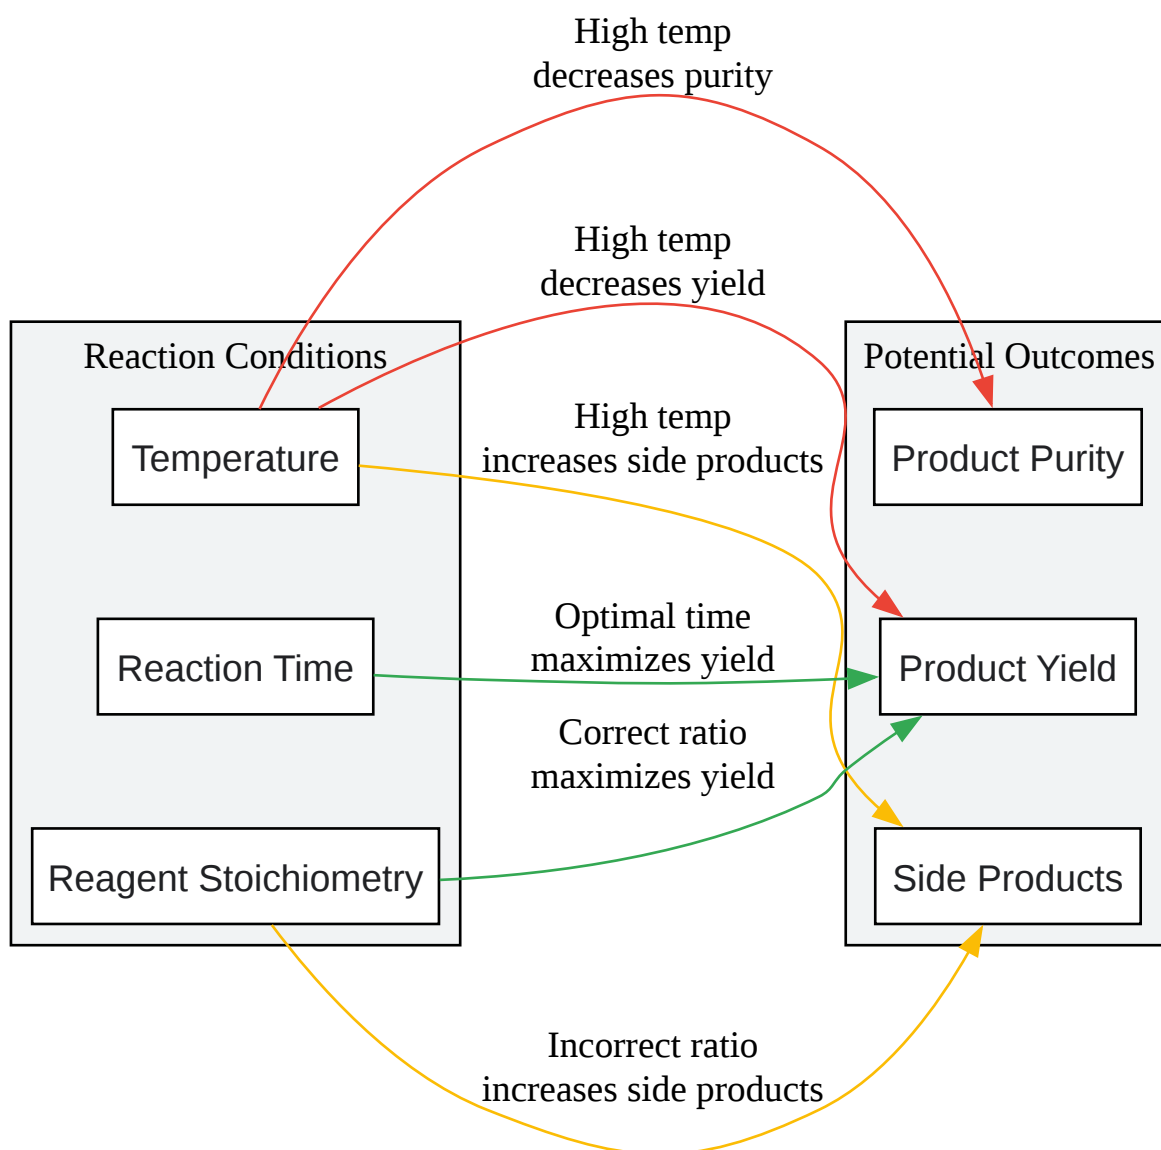 High temp
decreases purity
High temp
decreases yield
Reaction Conditions
Potential Outcomes
High temp
increases side products
Temperature
Product Purity
Optimal time
maximizes yield
Reaction Time
Product Yield
Correct ratio
maximizes yield
Reagent Stoichiometry
Side Products
Incorrect ratio
increases side products